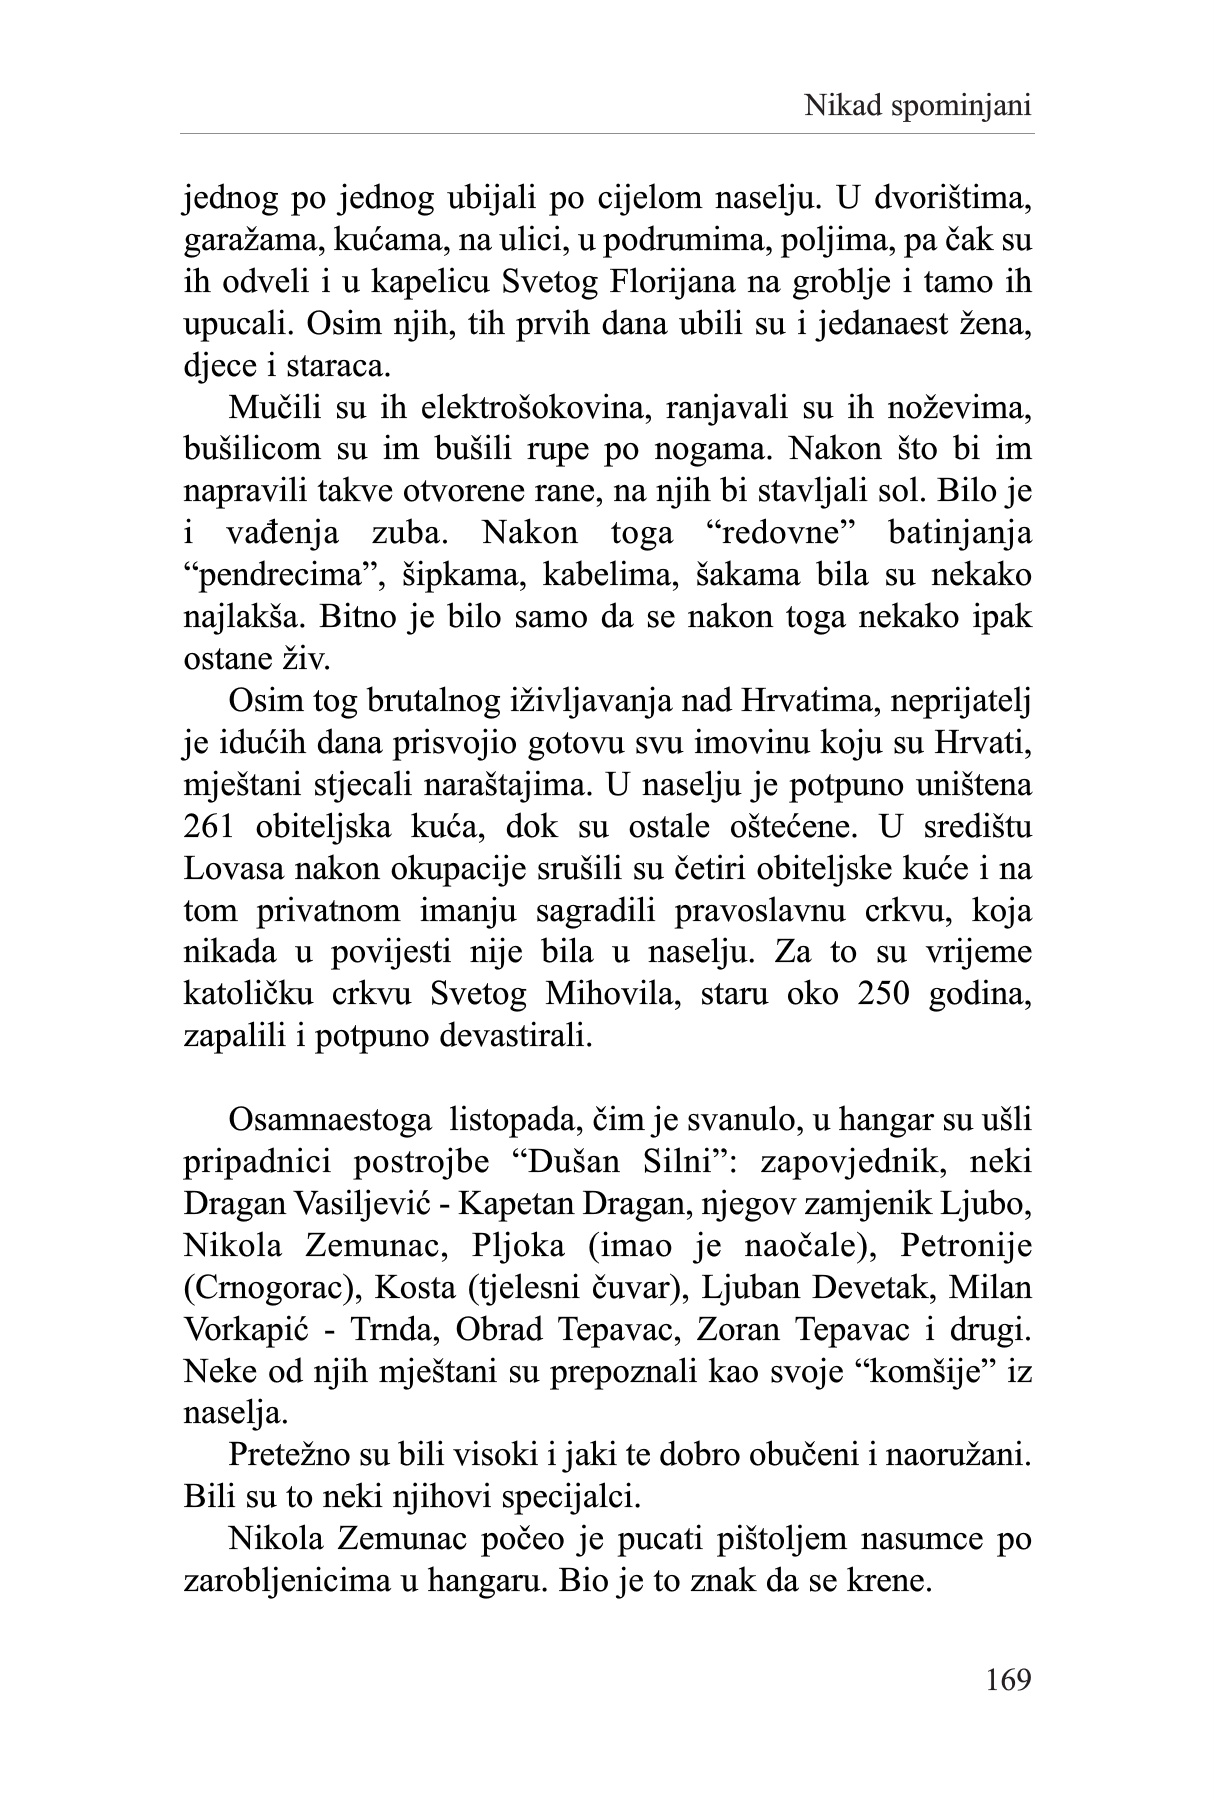 Nikad spominjani
jednog po jednog ubijali po cijelom naselju. U dvorištima,
garažama, kućama, na ulici, u podrumima, poljima, pa čak su
ih odveli i u kapelicu Svetog Florijana na groblje i tamo ih
upucali. Osim njih, tih prvih dana ubili su i jedanaest žena,
djece i staraca.
Mučili su ih elektrošokovina, ranjavali su ih noževima,
bušilicom su im bušili rupe po nogama. Nakon što bi im
napravili takve otvorene rane, na njih bi stavljali sol. Bilo je
i vađenja zuba. Nakon toga “redovne” batinjanja
“pendrecima”, šipkama, kabelima, šakama bila su nekako
najlakša. Bitno je bilo samo da se nakon toga nekako ipak
ostane živ.
Osim tog brutalnog iživljavanja nad Hrvatima, neprijatelj
je idućih dana prisvojio gotovu svu imovinu koju su Hrvati,
mještani stjecali naraštajima. U naselju je potpuno uništena
261 obiteljska kuća, dok su ostale oštećene. U središtu
Lovasa nakon okupacije srušili su četiri obiteljske kuće i na
tom privatnom imanju sagradili pravoslavnu crkvu, koja
nikada u povijesti nije bila u naselju. Za to su vrijeme
katoličku crkvu Svetog Mihovila, staru oko 250 godina,
zapalili i potpuno devastirali.
Osamnaestoga listopada, čim je svanulo, u hangar su ušli
pripadnici postrojbe “Dušan Silni”: zapovjednik, neki
Dragan Vasiljević - Kapetan Dragan, njegov zamjenik Ljubo,
Nikola Zemunac, Pljoka (imao je naočale), Petronije
(Crnogorac), Kosta (tjelesni čuvar), Ljuban Devetak, Milan
Vorkapić - Trnda, Obrad Tepavac, Zoran Tepavac i drugi.
Neke od njih mještani su prepoznali kao svoje “komšije” iz
naselja.
Pretežno su bili visoki i jaki te dobro obučeni i naoružani.
Bili su to neki njihovi specijalci.
Nikola Zemunac počeo je pucati pištoljem nasumce po
zarobljenicima u hangaru. Bio je to znak da se krene.
169